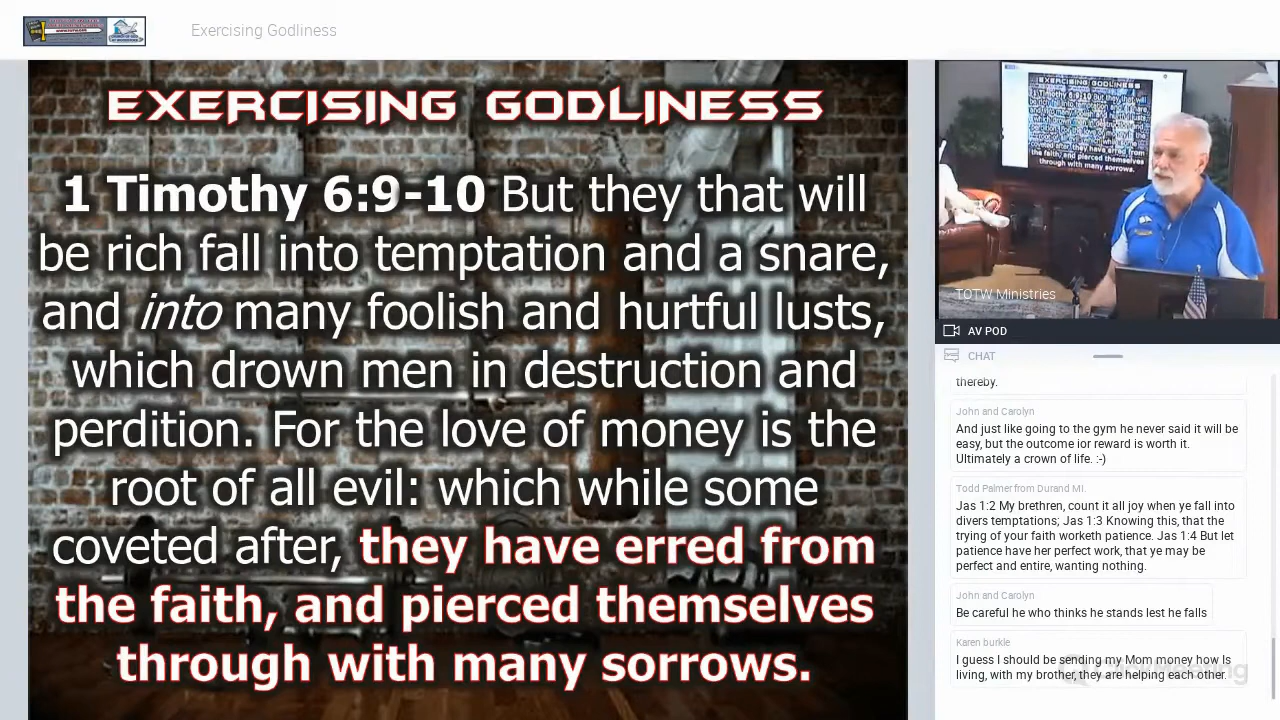 Exercising Godliness
EXERCISING GODLINESS
1 Timothy 6:9-10 But they that will
be rich fall into temptation and a snare,
and into many foolish and hurtful lusts,
which drown men in destruction and
perdition. For the love of money is the
root of all evil: which while some
coveted after, they have erred from
the faith, and pierced themselves
through with many sorrows.
TOTW Ministries
AV POD
CHAT
thereby.
John and Carolyn
And just like going to the gym he never said it will be
easy, but the outcome ior reward is worth it.
Ultimately a crown of life. :-)
Todd Palmer from Durand MI.
Jas 1:2 My brethren, count it all joy when ye fall into
divers temptations; Jas 1:3 Knowing this, that the
trying of your faith worketh patience. Jas 1:4 But let
patience have her perfect work, that ye may be
perfect and entire, wanting nothing.
John and Carolyn
Be careful he who thinks he stands lest he falls
Karen burkle
I guess I should be sending my Mom money how Is
living, with my brother, they are helping each other.